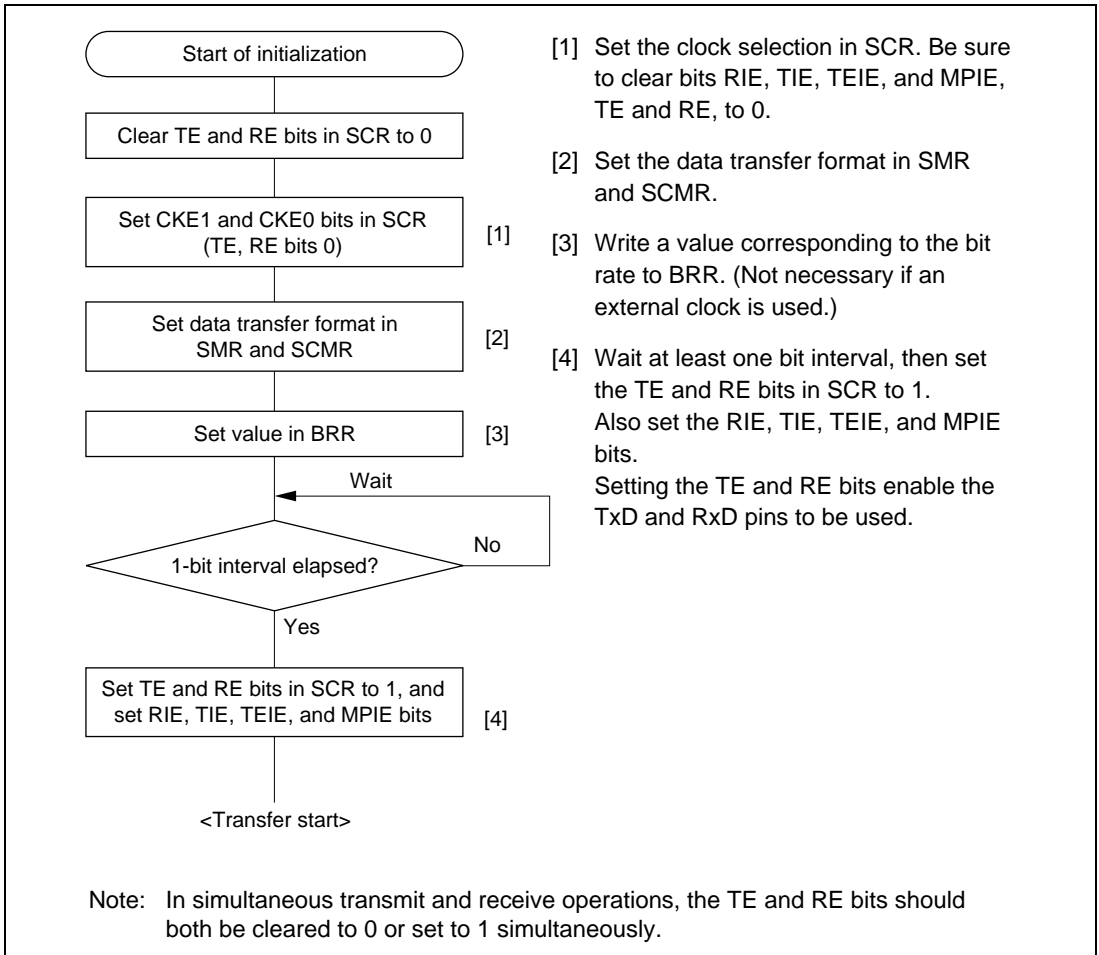 Start of initialization
Clear TE and RE bits in SCR to 0
Set CKE1 and CKE0 bits in SCR
(TE, RE bits 0)
[1]
Set data transfer format in
SMR and SCMR
[2]
Set value in BRR
[3]
Wait
No
1-bit interval elapsed?
Yes
Set TE and RE bits in SCR to 1, and
set RIE, TIE, TEIE, and MPIE bits
[4]
<Transfer start>
[1] Set the clock selection in SCR. Be sure
to clear bits RIE, TIE, TEIE, and MPIE,
TE and RE, to 0.
[2] Set the data transfer format in SMR
and SCMR.
[3] Write a value corresponding to the bit
rate to BRR. (Not necessary if an
external clock is used.)
[4] Wait at least one bit interval, then set
the TE and RE bits in SCR to 1.
Also set the RIE, TIE, TEIE, and MPIE
bits.
Setting the TE and RE bits enable the
TxD and RxD pins to be used.
Note: In simultaneous transmit and receive operations, the TE and RE bits should
both be cleared to 0 or set to 1 simultaneously.